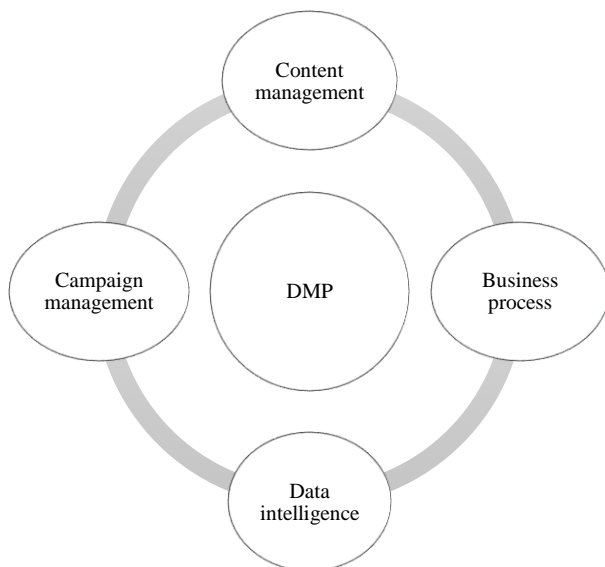 Content
management
Campaign
management
DMP
Business
process
Data
intelligence